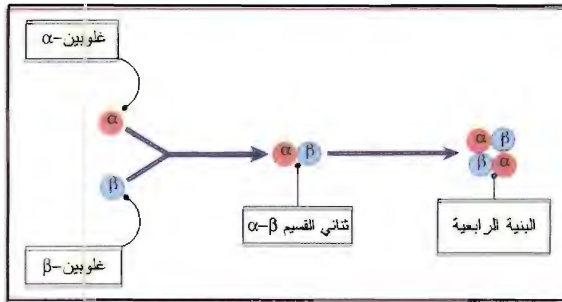 غلوبين-α
α
β
α β
α β
β α
ثنائي القسيم α-β
البنية الرابعية
غلوبين-β